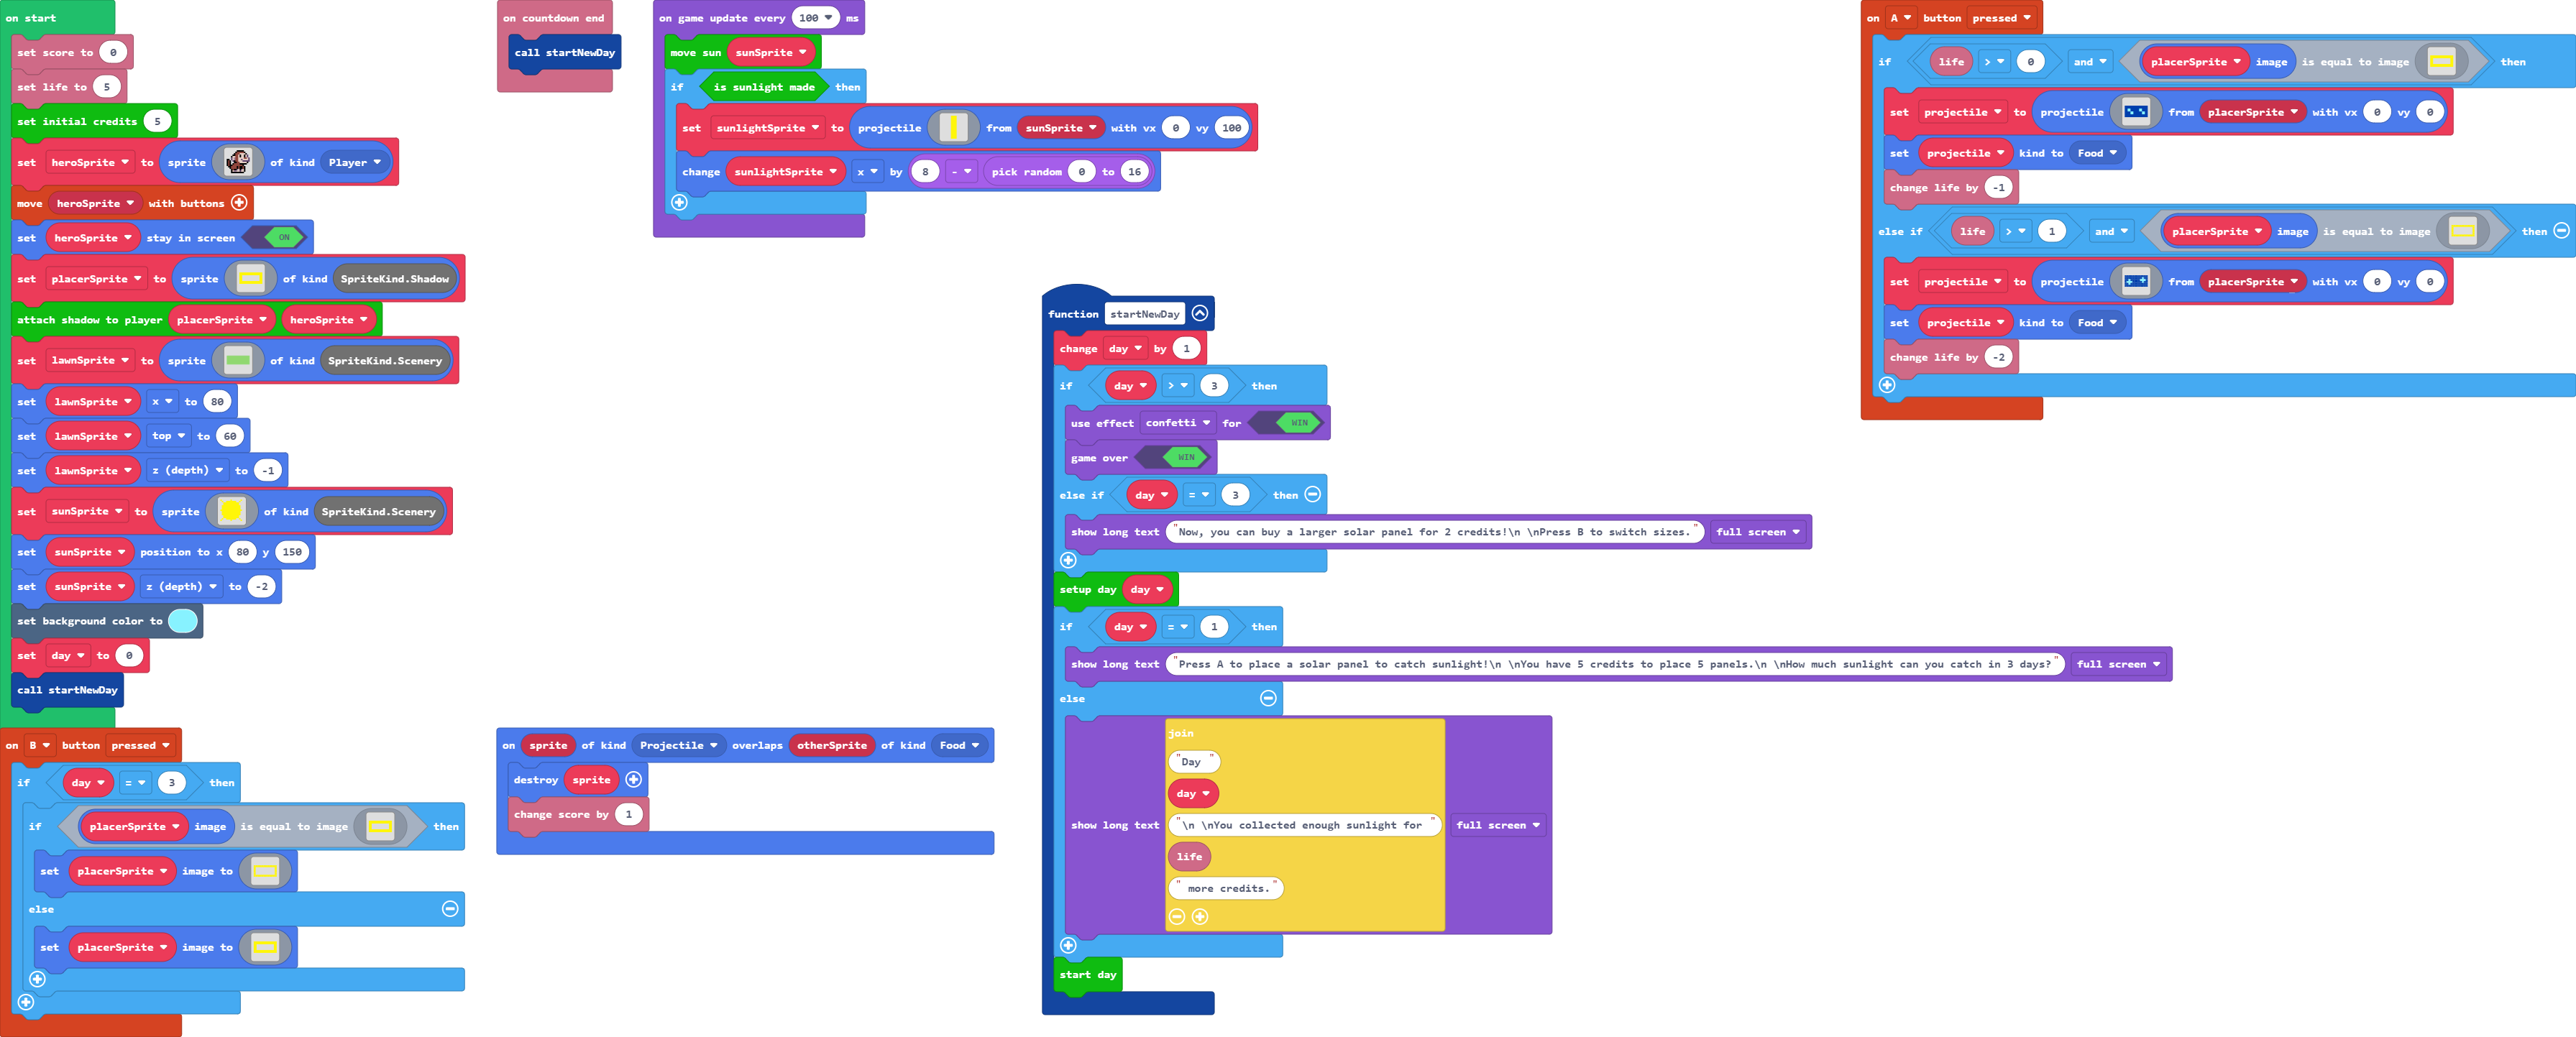 on start
set score to 0
set life to 5
set initial credits 5
set heroSprite to sprite of kind Player
move heroSprite with buttons
set heroSprite stay in screen ON
set placerSprite to sprite of kind SpriteKind.Shadow
attach shadow to player placerSprite heroSprite
set lawnSprite to sprite of kind SpriteKind.Scenery
set lawnSprite x to 80
set lawnSprite top to 60
set lawnSprite z (depth) to -1
set sunSprite to sprite of kind SpriteKind.Scenery
set sunSprite position to x 80 y 150
set sunSprite z (depth) to -2
set background color to
set day to 0
call startNewDay
on B button pressed
if day = 3 then
if placerSprite image is equal to image then
set placerSprite image to
else
set placerSprite image to
on countdown end
call startNewDay
on game update every 100 ms
move sun sunSprite
if is sunlight made then
set sunlightSprite to projectile from sunSprite with vx 0 vy 100
change sunlightSprite x by 8 - pick random 0 to 16
on sprite of kind Projectile overlaps otherSprite of kind Food
destroy sprite
change score by 1
function startNewDay
change day by 1
if day > 3 then
use effect confetti for WIN
game over WIN
else if day = 3 then
show long text "Now, you can buy a larger solar panel for 2 credits!\n \nPress B to switch sizes." full screen
setup day day
if day = 1 then
show long text "Press A to place a solar panel to catch sunlight!\n \nYou have 5 credits to place 5 panels.\n \nHow much sunlight can you catch in 3 days?" full screen
else
join
"Day "
day
show long text "\n \nYou collected enough sunlight for " full screen
life
" more credits."
start day
on A button pressed
if life > 0 and placerSprite image is equal to image then
set projectile to projectile from placerSprite with vx 0 vy 0
set projectile kind to Food
change life by -1
else if life > 1 and placerSprite image is equal to image then
set projectile to projectile from placerSprite with vx 0 vy 0
set projectile kind to Food
change life by -2